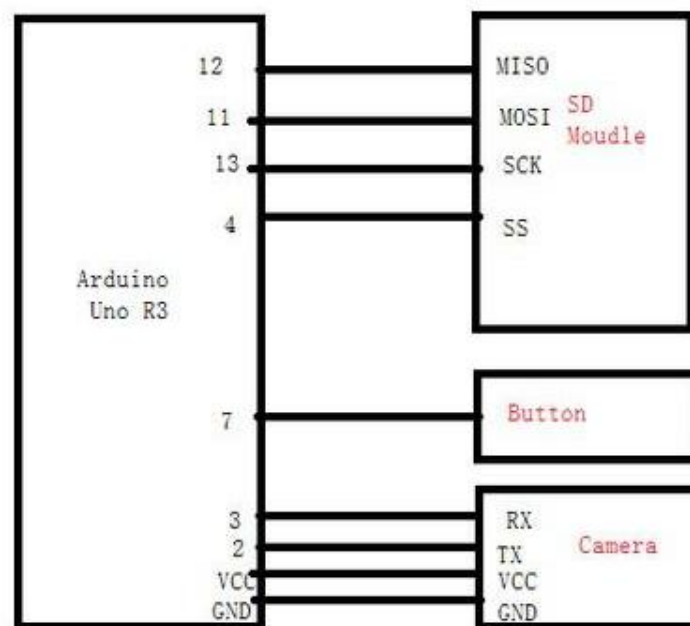 12 MISO
11 MOSI SD
Moudle
13 SCK
4 SS
Arduino
Uno R3
7 Button
3 RX
2 TX Camera
VCC VCC
GND GND